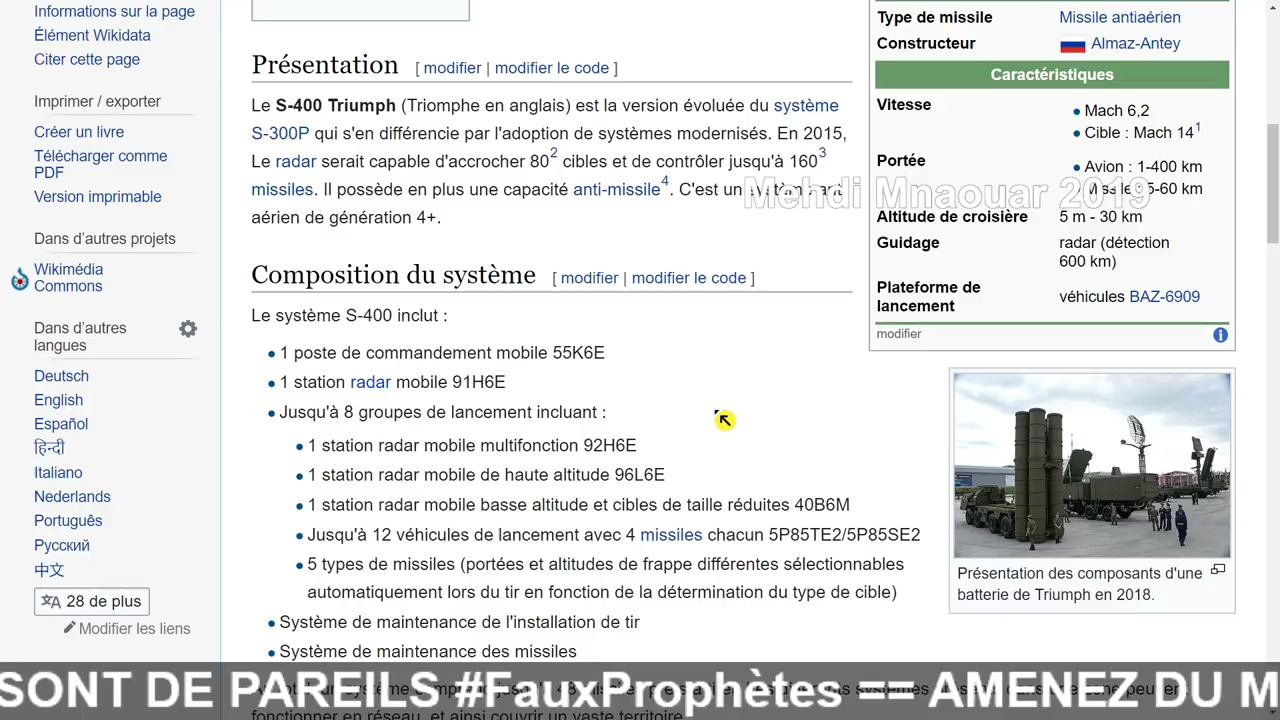 Informations sur la page
Élément Wikidata
Citer cette page
Imprimer / exporter
Créer un livre
Télécharger comme
PDF
Version imprimable
Dans d’autres projets
Wikimédia
Commons
Dans d’autres
langues
Deutsch
English
Español
हिन्दी
Italiano
Nederlands
Português
Русский
中文
28 de plus
Modifier les liens
Présentation [ modifier | modifier le code ]
Le S-400 Triumph (Triomphe en anglais) est la version évoluée du système
S-300P qui s'en différencie par l'adoption de systèmes modernisés. En 2015,
Le radar serait capable d'accrocher 80² cibles et de contrôler jusqu'à 160³
missiles. Il possède en plus une capacité anti-missile⁴. C'est un
aérien de génération 4+.
Composition du système [ modifier | modifier le code ]
Le système S-400 inclut :
• 1 poste de commandement mobile 55K6E
• 1 station radar mobile 91H6E
• Jusqu'à 8 groupes de lancement incluant :
• 1 station radar mobile multifonction 92H6E
• 1 station radar mobile de haute altitude 96L6E
• 1 station radar mobile basse altitude et cibles de taille réduites 40B6M
• Jusqu'à 12 véhicules de lancement avec 4 missiles chacun 5P85TE2/5P85SE2
• 5 types de missiles (portées et altitudes de frappe différentes sélectionnables
automatiquement lors du tir en fonction de la détermination du type de cible)
• Système de maintenance de l'installation de tir
• Système de maintenance des missiles
fonctionner en réseau, et ainsi couvrir un vaste territoire
Type de missile Missile antiaérien
Constructeur Almaz-Antey
Caractéristiques
Vitesse
• Mach 6,2
• Cible : Mach 14¹
Portée
• Avion : 1-400 km
5-60 km
Altitude de croisière 5 m - 30 km
Guidage radar (détection
600 km)
Plateforme de
lancement
véhicules BAZ-6909
modifier
Présentation des composants d'une
batterie de Triumph en 2018.
Mehdi Mnaouar 2019
SONT DE PAREILS #FauxProphètes == AMENEZ DU M